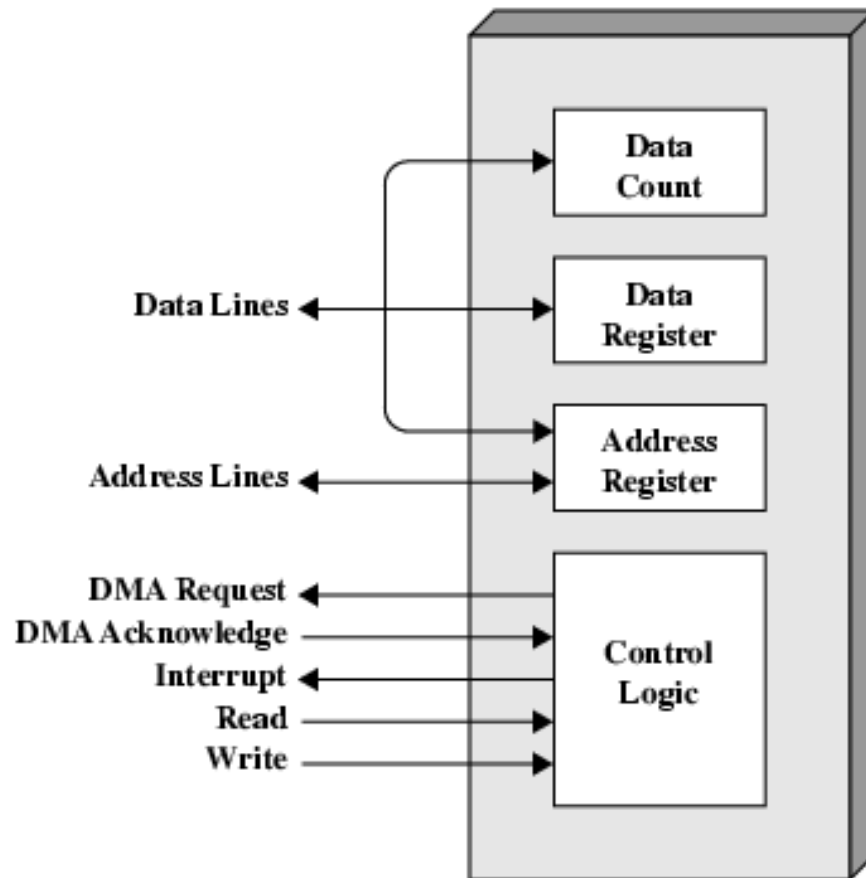 Data
Count
Data Lines
Data
Register
Address Lines
Address
Register
DMA Request
DMA Acknowledge
Interrupt
Read
Write
Control
Logic